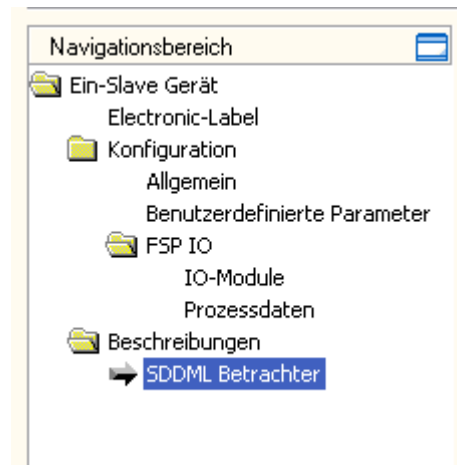 Navigationsbereich
Ein-Slave Gerät
Electronic-Label
Konfiguration
Allgemein
Benutzerdefinierte Parameter
FSP IO
IO-Module
Prozessdaten
Beschreibungen
SDDML Betrachter